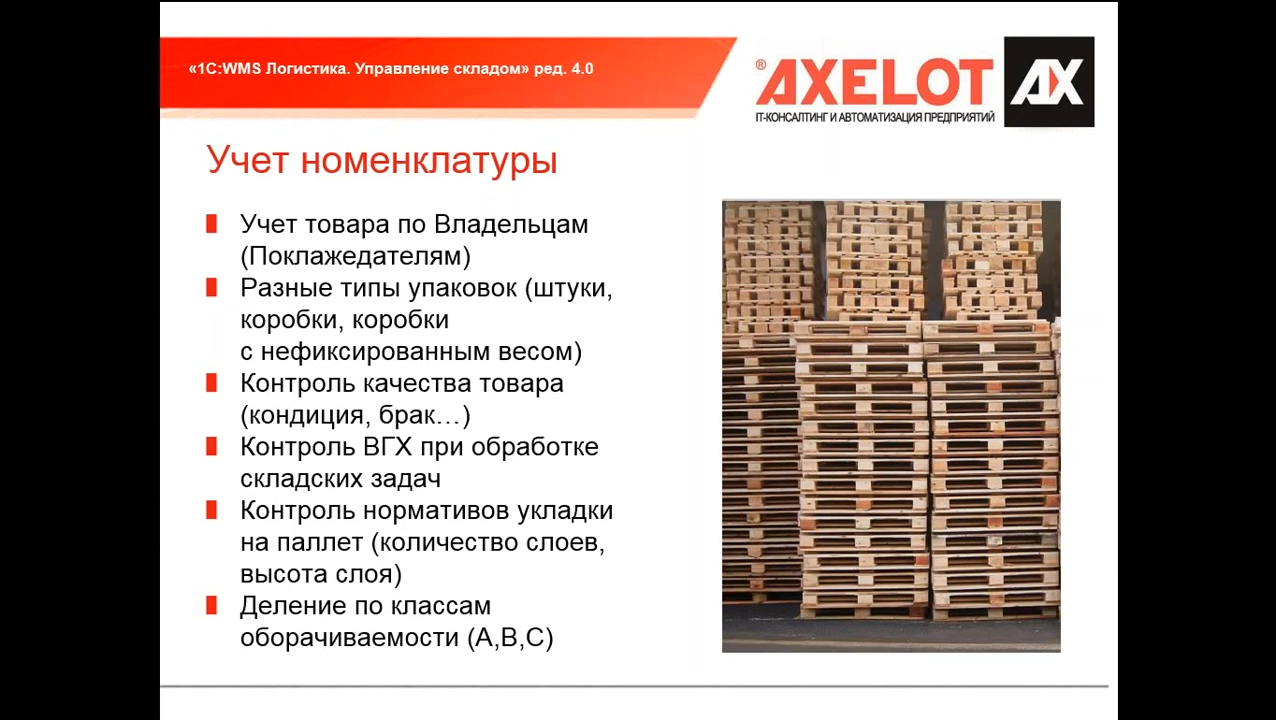 «1С:WMS Логистика. Управление складом» ред. 4.0
® AXELOT AX
IT-КОНСАЛТИНГ И АВТОМАТИЗАЦИЯ ПРЕДПРИЯТИЙ
Учет номенклатуры
Учет товара по Владельцам
(Поклажедателям)
Разные типы упаковок (штуки,
коробки, коробки
с нефиксированным весом)
Контроль качества товара
(кондиция, брак…)
Контроль ВГХ при обработке
складских задач
Контроль нормативов укладки
на паллет (количество слоев,
высота слоя)
Деление по классам
оборачиваемости (А,В,С)